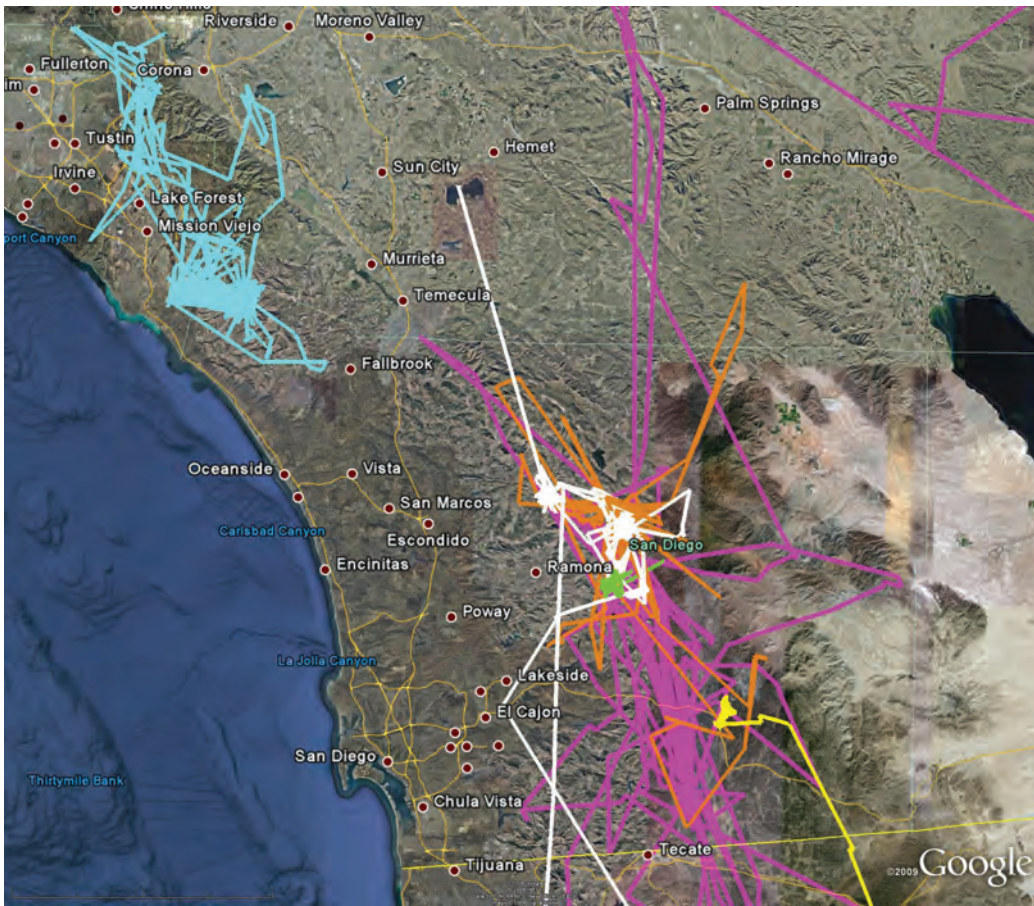 Riverside
Moreno Valley
Fullerton
Corona
Palm Springs
Tustin
Hemet
Rancho Mirage
Sun City
Irvine
Lake Forest
port Canyon
Mission Viejo
Murrieta
Temecula
Fallbrook
Oceanside
Vista
San Marcos
Carlsbad Canyon
Escondido
San Diego
Encinitas
Ramona
Poway
La Jolla Canyon
Lakeside
El Cajon
San Diego
Thirtymile Bank
Chula Vista
Tecate
©2009 Google
Tijuana